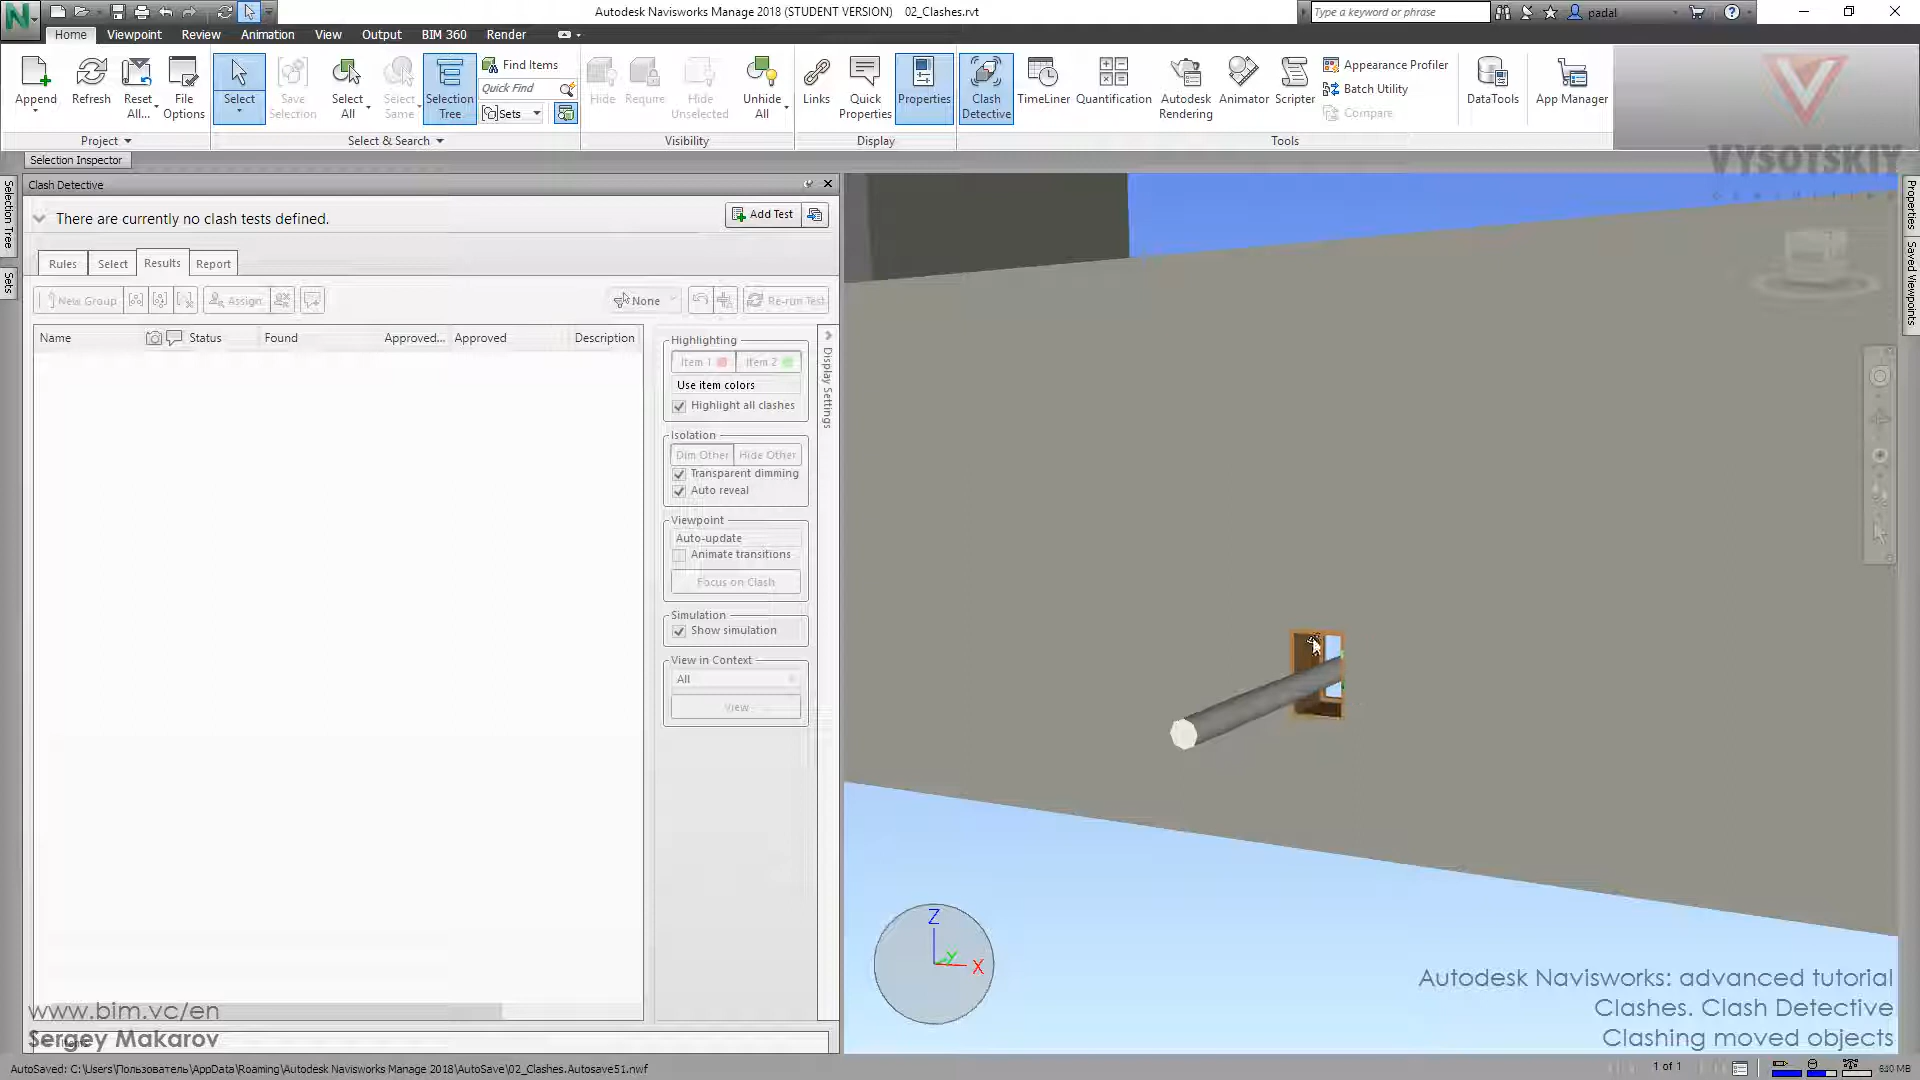 Autodesk Navisworks Manage 2018 (STUDENT VERSION) 02_Clashes.rvt
Type a keyword or phrase
padal
Home Viewpoint Review Animation View Output BIM 360 Render
Append
Refresh
Reset All...
File Options
Project
Select
Save Selection
Select All
Select Same
Selection Tree
Find Items
Quick Find
Sets
Select & Search
Hide
Require
Hide Unselected
Unhide All
Visibility
Links
Quick Properties
Properties
Display
Clash Detective
TimeLiner
Quantification
Autodesk Rendering
Animator
Scripter
Appearance Profiler
Batch Utility
Compare
DataTools
App Manager
Tools
VYSOTSKIY
Selection Inspector
Selection Tree
Sets
Clash Detective
There are currently no clash tests defined.
Add Test
Rules Select Results Report
New Group
Assign
None
Re-run Test
Name Status Found Approved... Approved Description
Highlighting
Item 1 Item 2
Use item colors
Highlight all clashes
Isolation
Dim Other Hide Other
Transparent dimming
Auto reveal
Viewpoint
Auto-update
Animate transitions
Focus on Clash
Simulation
Show simulation
View in Context
All
View
Display Settings
Properties
Saved Viewpoints
Z
Y
X
www.bim.vc/en
Sergey Makarov
Autodesk Navisworks: advanced tutorial
Clashes. Clash Detective
Clashing moved objects
AutoSaved: C:\Users\Пользователь\AppData\Roaming\Autodesk Navisworks Manage 2018\AutoSave\02_Clashes.Autosave51.nwf
1 of 1
640 MB